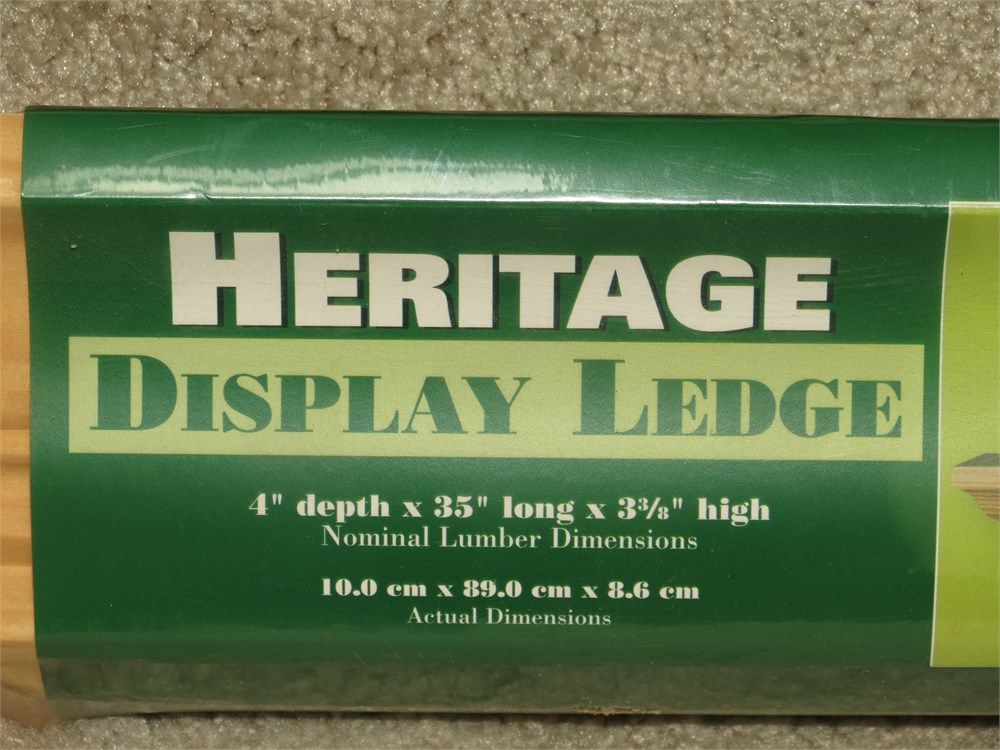 HERITAGE
DISPLAY LEDGE
4" depth x 35" long x 3⅜" high
Nominal Lumber Dimensions
10.0 cm x 89.0 cm x 8.6 cm
Actual Dimensions